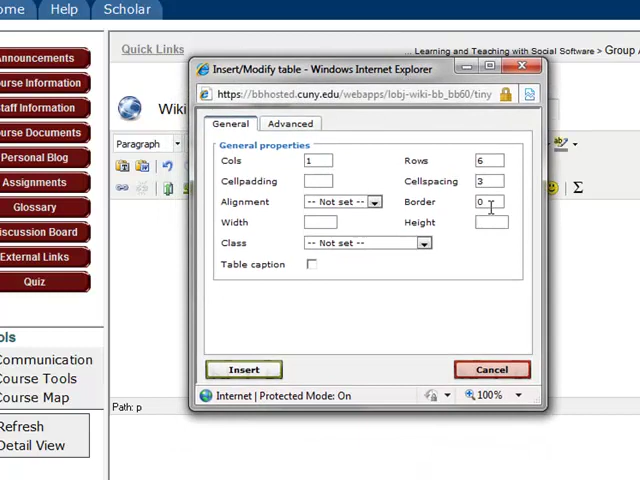 ome Help Scholar
nnouncements
ourse Information
taff Information
ourse Documents
Personal Blog
Assignments
Glossary
iscussion Board
External Links
Quiz
ols
Communication
Course Tools
Course Map
Refresh
Detail View
Quick Links
... Learning and Teaching with Social Software > Group
Wiki
Paragraph
Path: p
Insert/Modify table - Windows Internet Explorer
https://bbhosted.cuny.edu/webapps/lobj-wiki-bb_bb60/tiny
General Advanced
General properties
Cols 1 Rows 6
Cellpadding Cellspacing 3
Alignment -- Not set -- Border 0
Width Height
Class -- Not set --
Table caption
Insert Cancel
Internet | Protected Mode: On 100%